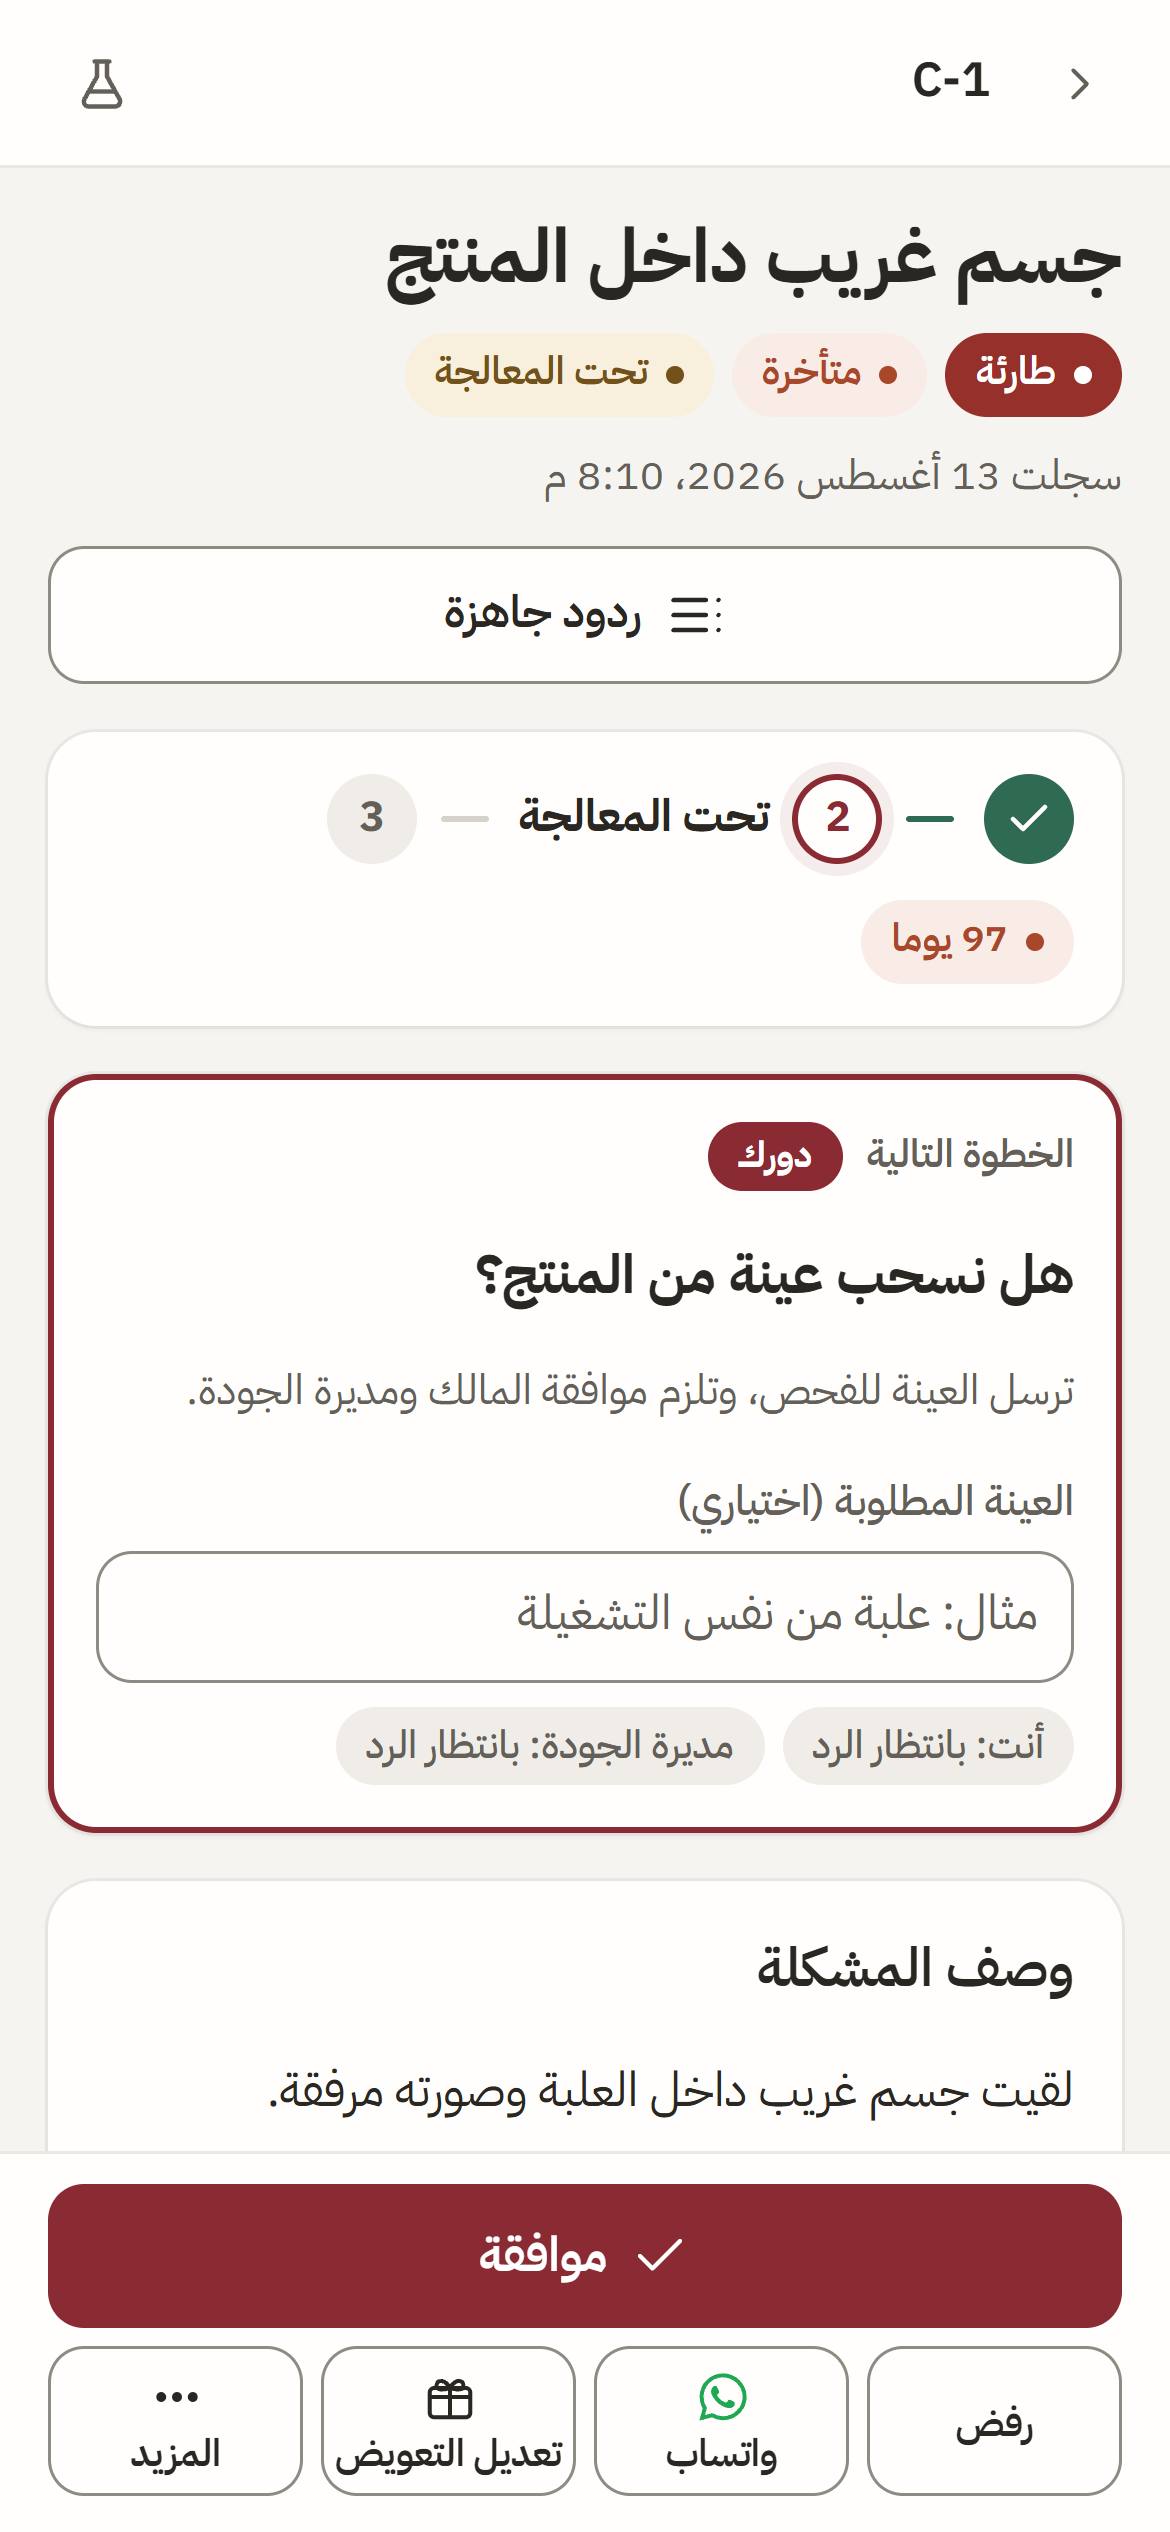 C-1
جسم غريب داخل المنتج
طارئة
متأخرة
تحت المعالجة
سجلت 13 أغسطس 2026، 8:10 م
ردود جاهزة
2
تحت المعالجة
3
97 يوما
الخطوة التالية
دورك
هل نسحب عينة من المنتج؟
ترسل العينة للفحص، وتلزم موافقة المالك ومديرة الجودة.
العينة المطلوبة (اختياري)
مثال: علبة من نفس التشغيلة
أنت: بانتظار الرد
مديرة الجودة: بانتظار الرد
وصف المشكلة
لقيت جسم غريب داخل العلبة وصورته مرفقة.
موافقة
رفض
واتساب
تعديل التعويض
المزيد